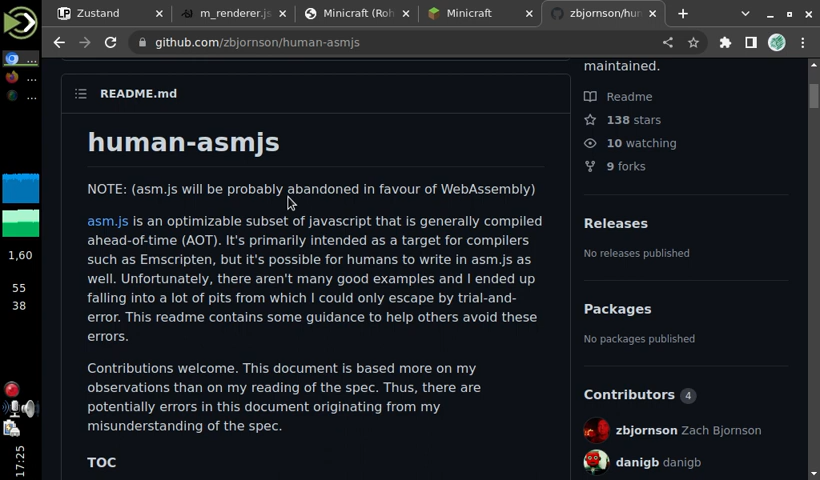 Zustand
m_renderer.js
Minicraft (Roh
Minicraft
zbjornson/hum
github.com/zbjornson/human-asmjs
...
...
...
1,60
55
38
17:25
README.md
human-asmjs
NOTE: (asm.js will be probably abandoned in favour of WebAssembly)
asm.js is an optimizable subset of javascript that is generally compiled
ahead-of-time (AOT). It's primarily intended as a target for compilers
such as Emscripten, but it's possible for humans to write in asm.js as
well. Unfortunately, there aren't many good examples and I ended up
falling into a lot of pits from which I could only escape by trial-and-
error. This readme contains some guidance to help others avoid these
errors.
Contributions welcome. This document is based more on my
observations than on my reading of the spec. Thus, there are
potentially errors in this document originating from my
misunderstanding of the spec.
TOC
maintained.
Readme
138 stars
10 watching
9 forks
Releases
No releases published
Packages
No packages published
Contributors 4
zbjornson Zach Bjornson
danigb danigb